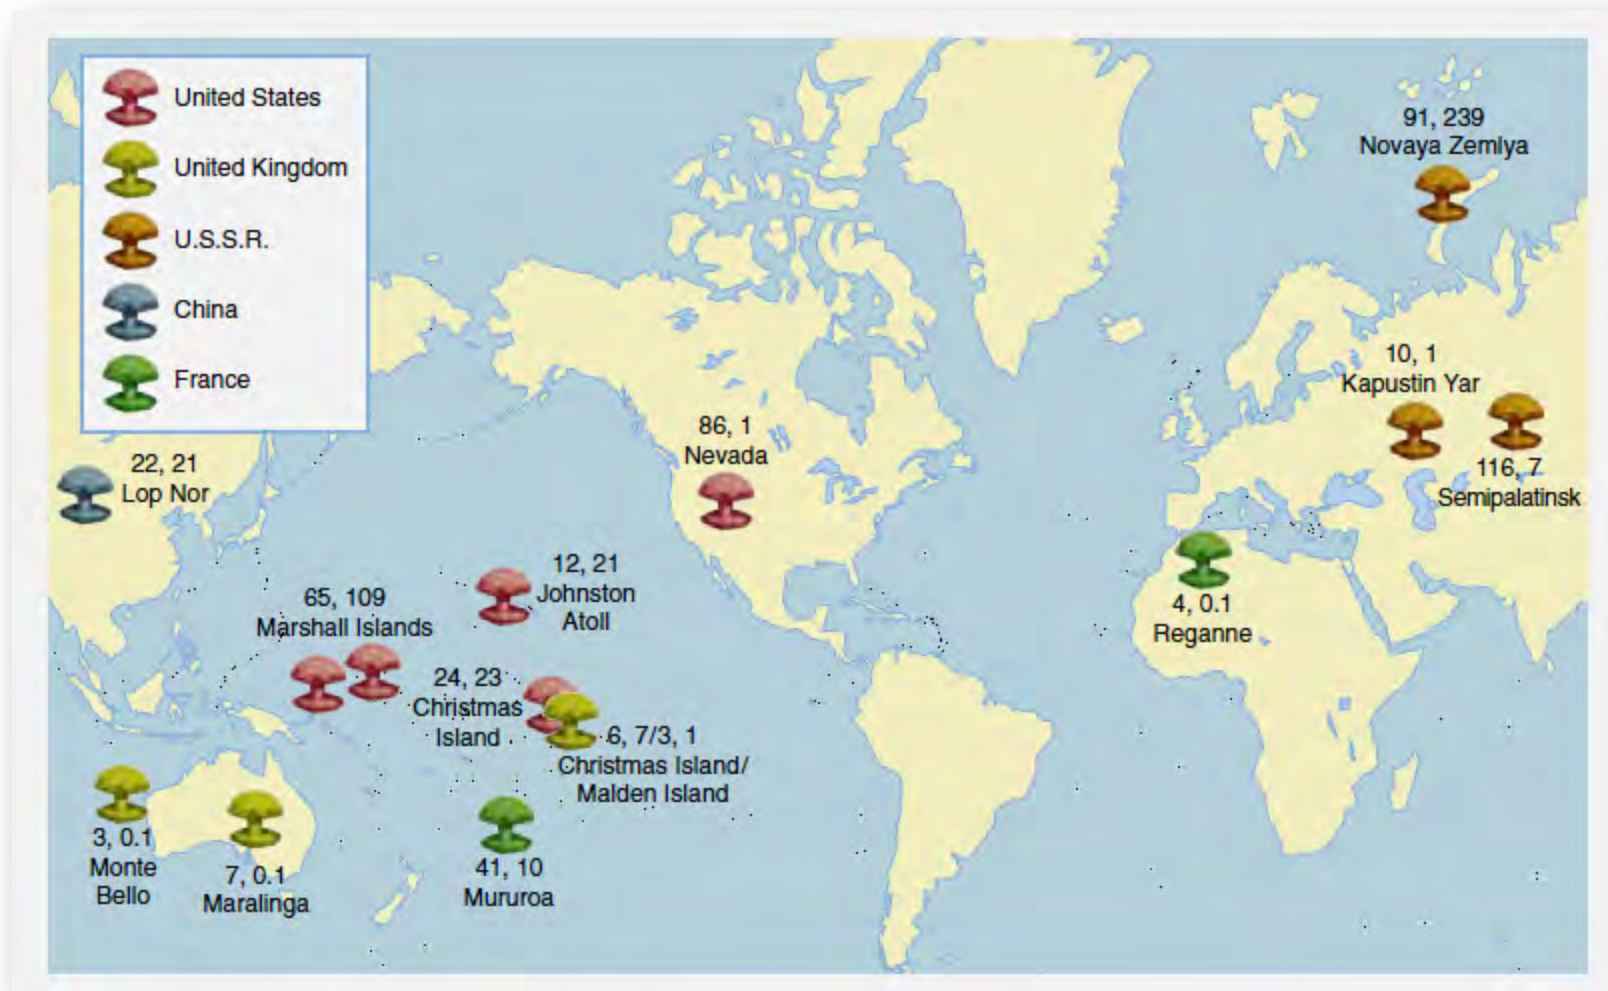 United States
United Kingdom
U.S.S.R.
China
France
91, 239
Novaya Zemlya
10, 1
Kapustin Yar
116, 7
Semipalatinsk
86, 1
Nevada
22, 21
Lop Nor
12, 21
Johnston
Atoll
65, 109
Marshall Islands
24, 23
Christmas
Island
6, 7/3, 1
Christmas Island/
Malden Island
4, 0.1
Reganne
3, 0.1
Monte
Bello
7, 0.1
Maralinga
41, 10
Mururoa